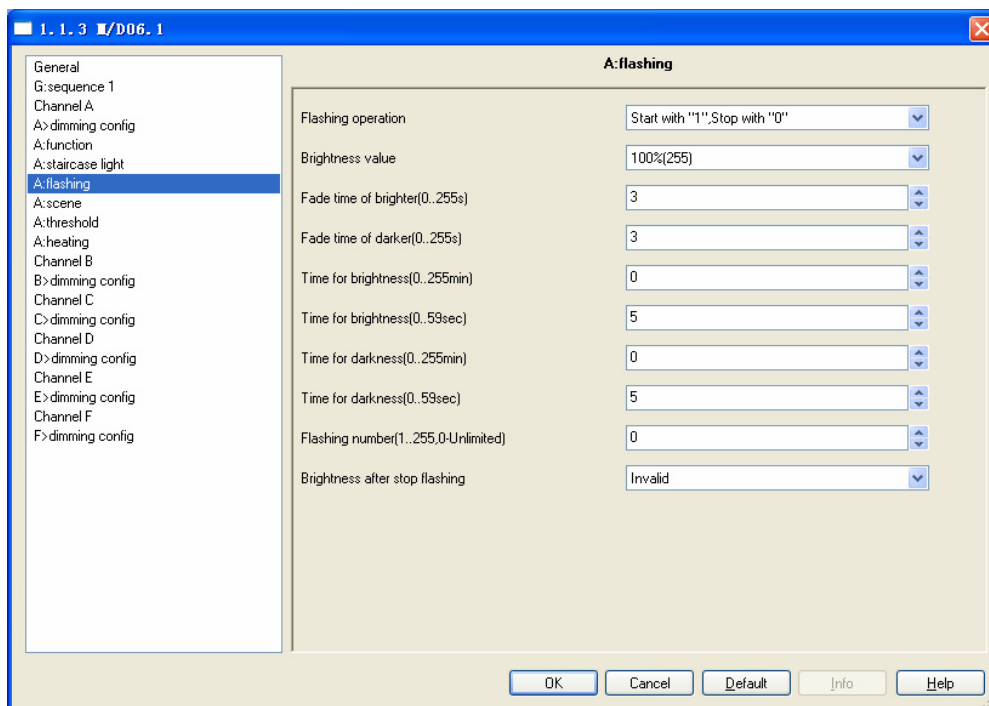 1.1.3 M/D06.1
General
G:sequence 1
Channel A
A>dimming config
A:function
A:staircase light
A:flashing
A:scene
A:threshold
A:heating
Channel B
B>dimming config
Channel C
C>dimming config
Channel D
D>dimming config
Channel E
E>dimming config
Channel F
F>dimming config
A:flashing
Flashing operation
Start with "1",Stop with "0"
Brightness value
100%(255)
Fade time of brighter(0..255s)
3
Fade time of darker(0..255s)
3
Time for brightness(0..255min)
0
Time for brightness(0..59sec)
5
Time for darkness(0..255min)
0
Time for darkness(0..59sec)
5
Flashing number(1..255,0-Unlimited)
0
Brightness after stop flashing
Invalid
OK
Cancel
Default
Info
Help